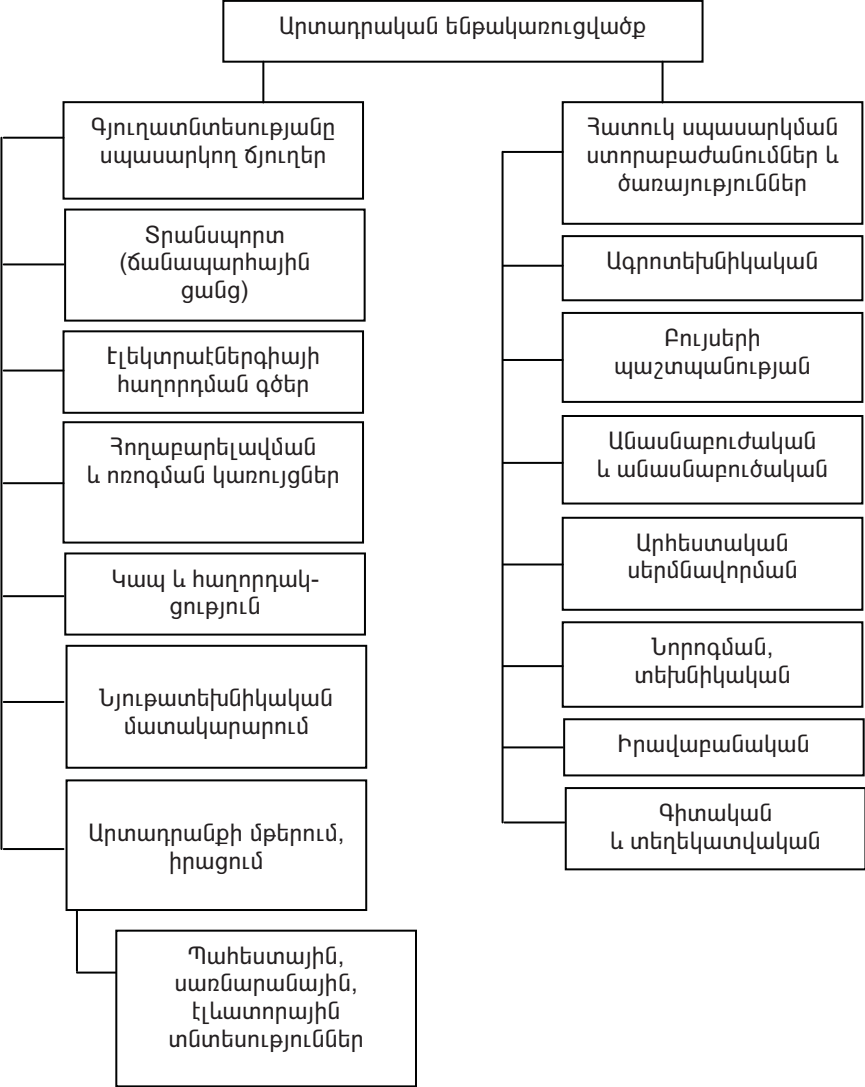 Արտադրական ենթակառուցվածք
Գյուղատնտեսությանը
սպասարկող ճյուղեր
Տրանսպորտ
(ճանապարհային
ցանց)
էլեկտրաէներգիայի
հաղորդման գծեր
Հողաբարելավման
և ոռոգման կառույցներ
Կապ և հաղորդակ-
ցություն
Նյութատեխնիկական
մատակարարում
Արտադրանքի մթերում,
իրացում
Պահեստային,
սառնարանային,
էլևատորային
տնտեսություններ
Հատուկ սպասարկման
ստորաբաժանումներ և
ծառայություններ
Ագրոտեխնիկական
Բույսերի
պաշտպանության
Անասնաբուժական
և անասնաբուծական
Արհեստական
սերմնավորման
Նորոգման,
տեխնիկական
Իրավաբանական
Գիտական
և տեղեկատվական